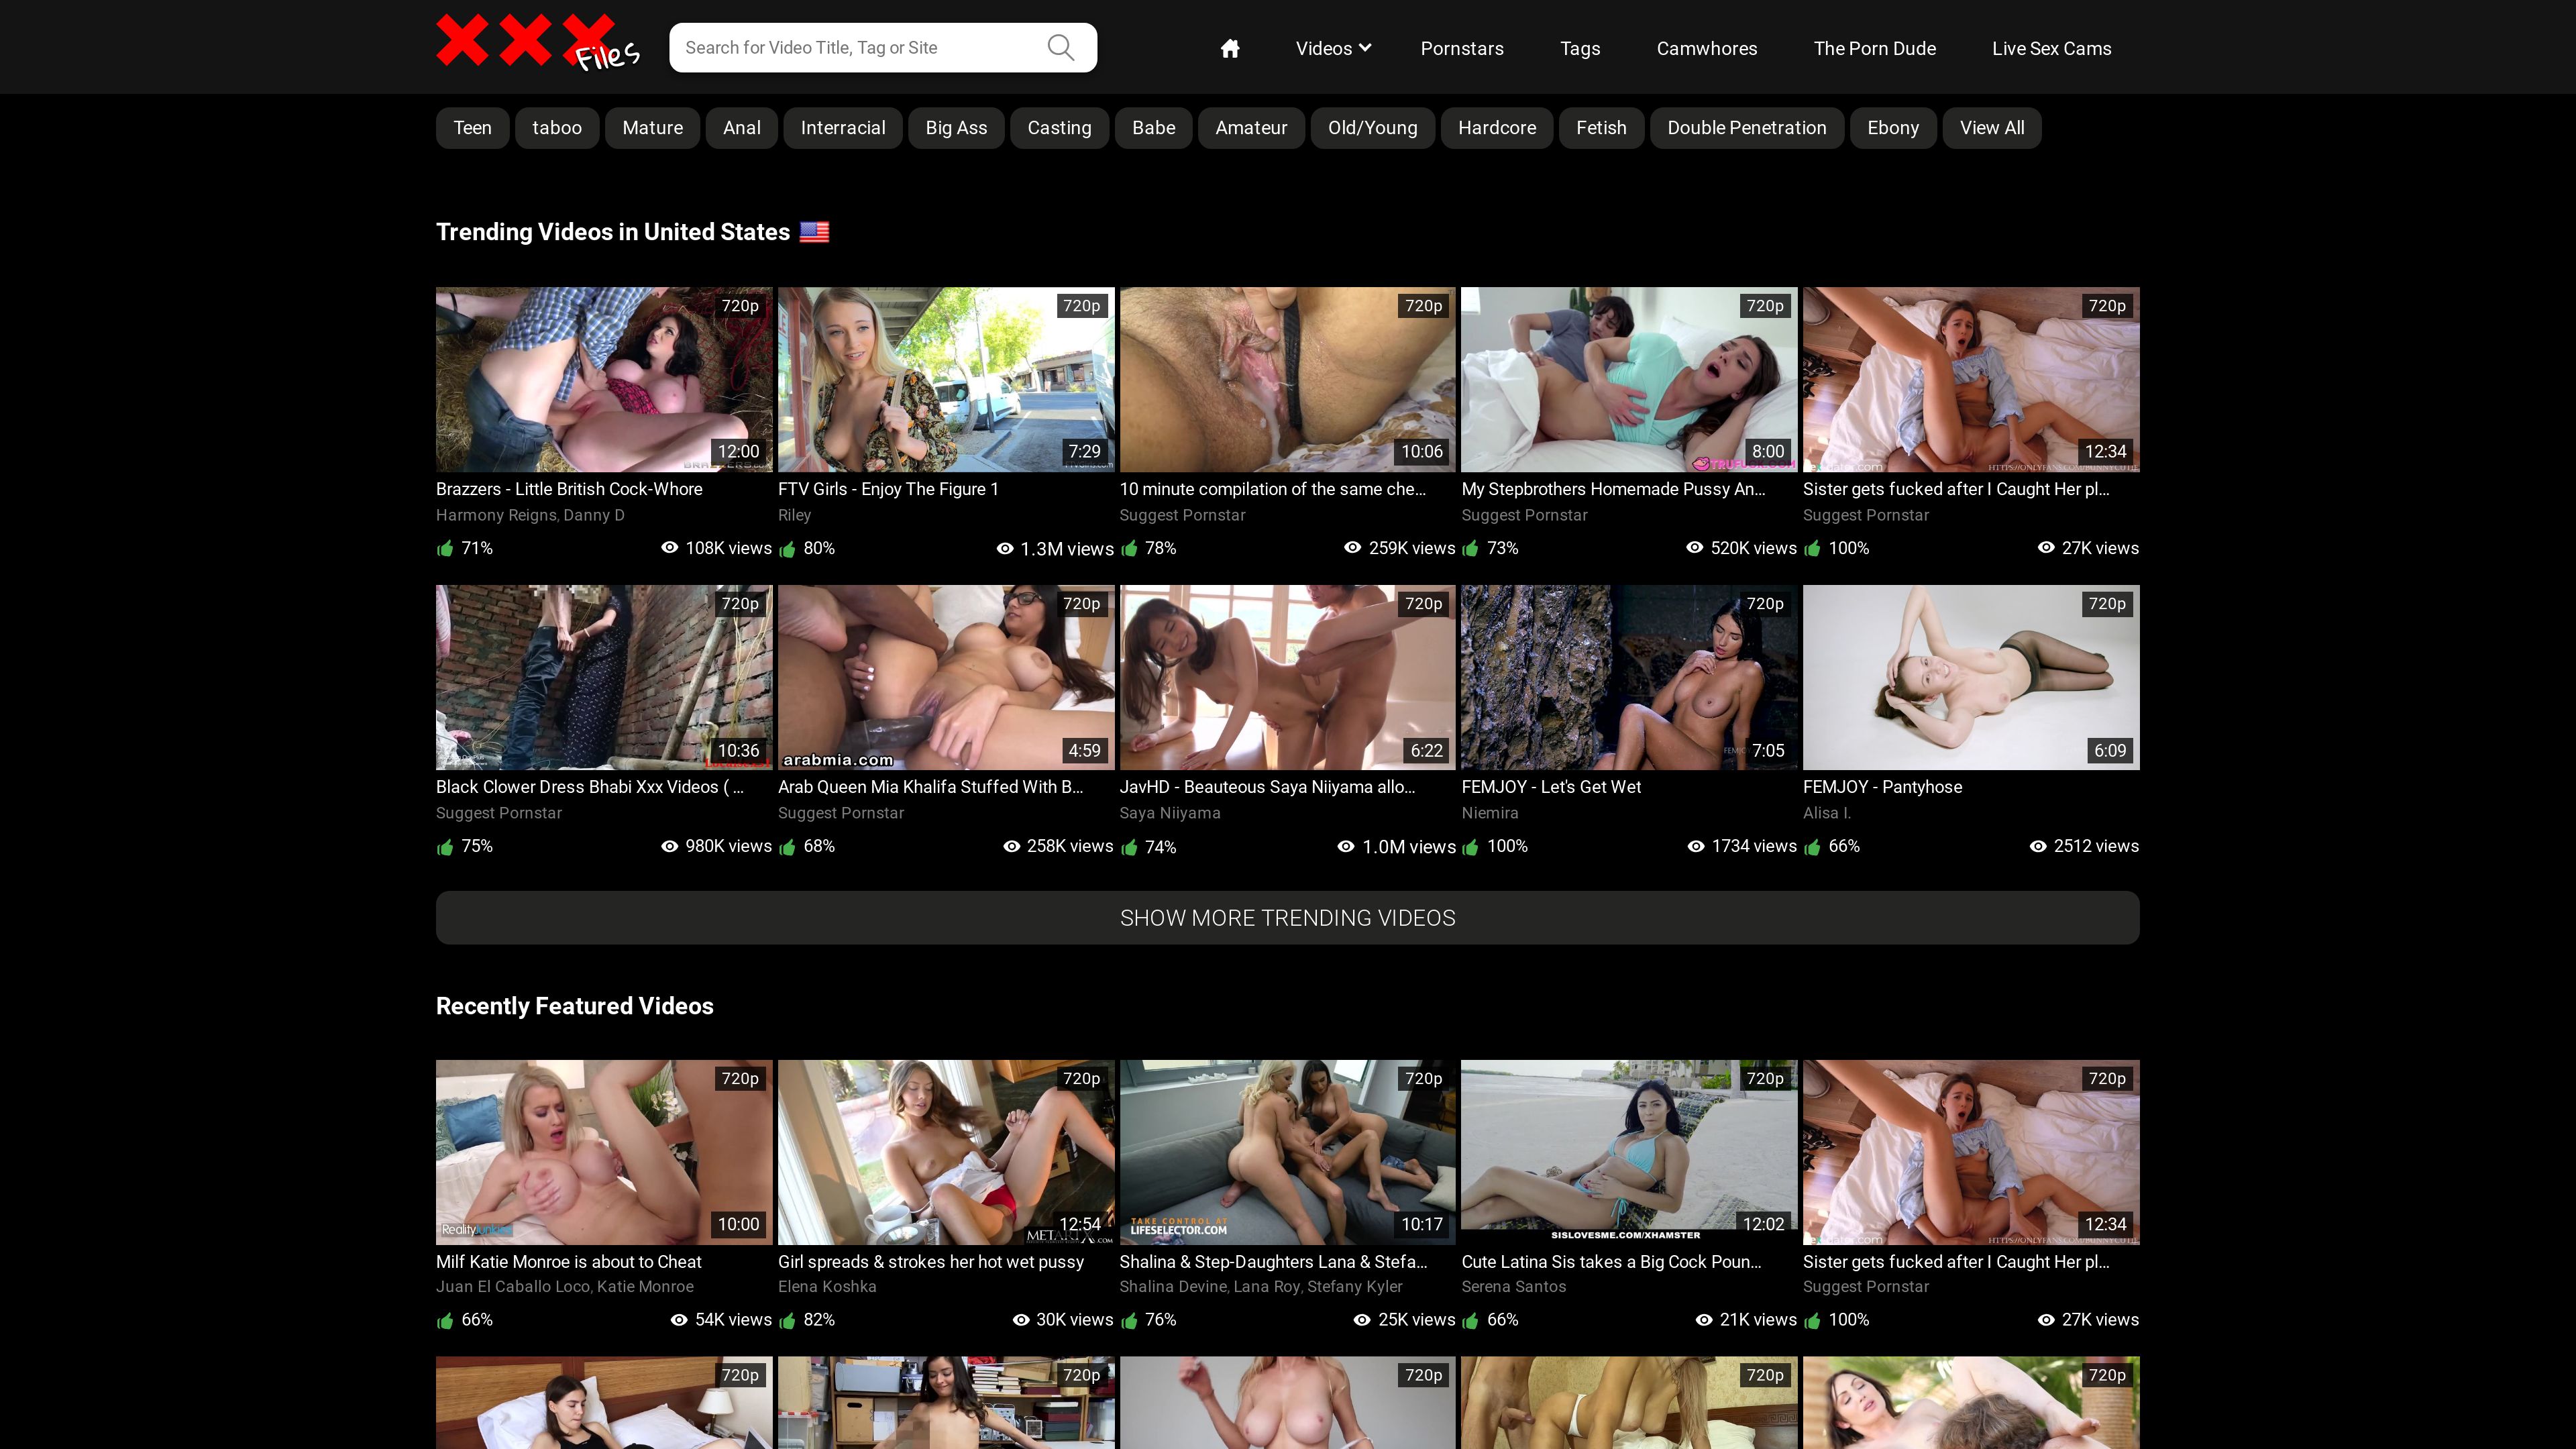 XXX Files
Search for Video Title, Tag or Site
Videos
Pornstars
Tags
Camwhores
The Porn Dude
Live Sex Cams
Teen
taboo
Mature
Anal
Interracial
Big Ass
Casting
Babe
Amateur
Old/Young
Hardcore
Fetish
Double Penetration
Ebony
View All
Trending Videos in United States
720p
12:00
Brazzers - Little British Cock-Whore
Harmony Reigns, Danny D
71%
108K views
720p
7:29
FTV Girls - Enjoy The Figure 1
Riley
80%
1.3M views
720p
10:06
10 minute compilation of the same che...
Suggest Pornstar
78%
259K views
720p
8:00
My Stepbrothers Homemade Pussy An...
Suggest Pornstar
73%
520K views
720p
12:34
Sister gets fucked after I Caught Her pl...
Suggest Pornstar
100%
27K views
720p
10:36
Black Clower Dress Bhabi Xxx Videos ( ...
Suggest Pornstar
75%
980K views
720p
arabmia.com
4:59
Arab Queen Mia Khalifa Stuffed With B...
Suggest Pornstar
68%
258K views
720p
6:22
JavHD - Beauteous Saya Niiyama allo...
Saya Niiyama
74%
1.0M views
720p
7:05
FEMJOY - Let's Get Wet
Niemira
100%
1734 views
720p
6:09
FEMJOY - Pantyhose
Alisa I.
66%
2512 views
SHOW MORE TRENDING VIDEOS
Recently Featured Videos
720p
10:00
Milf Katie Monroe is about to Cheat
Juan El Caballo Loco, Katie Monroe
66%
54K views
720p
12:54
Girl spreads & strokes her hot wet pussy
Elena Koshka
82%
30K views
720p
TAKE CONTROL AT
LIFESELECTOR.COM
10:17
Shalina & Step-Daughters Lana & Stefa...
Shalina Devine, Lana Roy, Stefany Kyler
76%
25K views
720p
12:02
SISLOVESME.COM/XHAMSTER
Cute Latina Sis takes a Big Cock Poun...
Serena Santos
66%
21K views
720p
12:34
Sister gets fucked after I Caught Her pl...
Suggest Pornstar
100%
27K views
720p
720p
720p
720p
720p